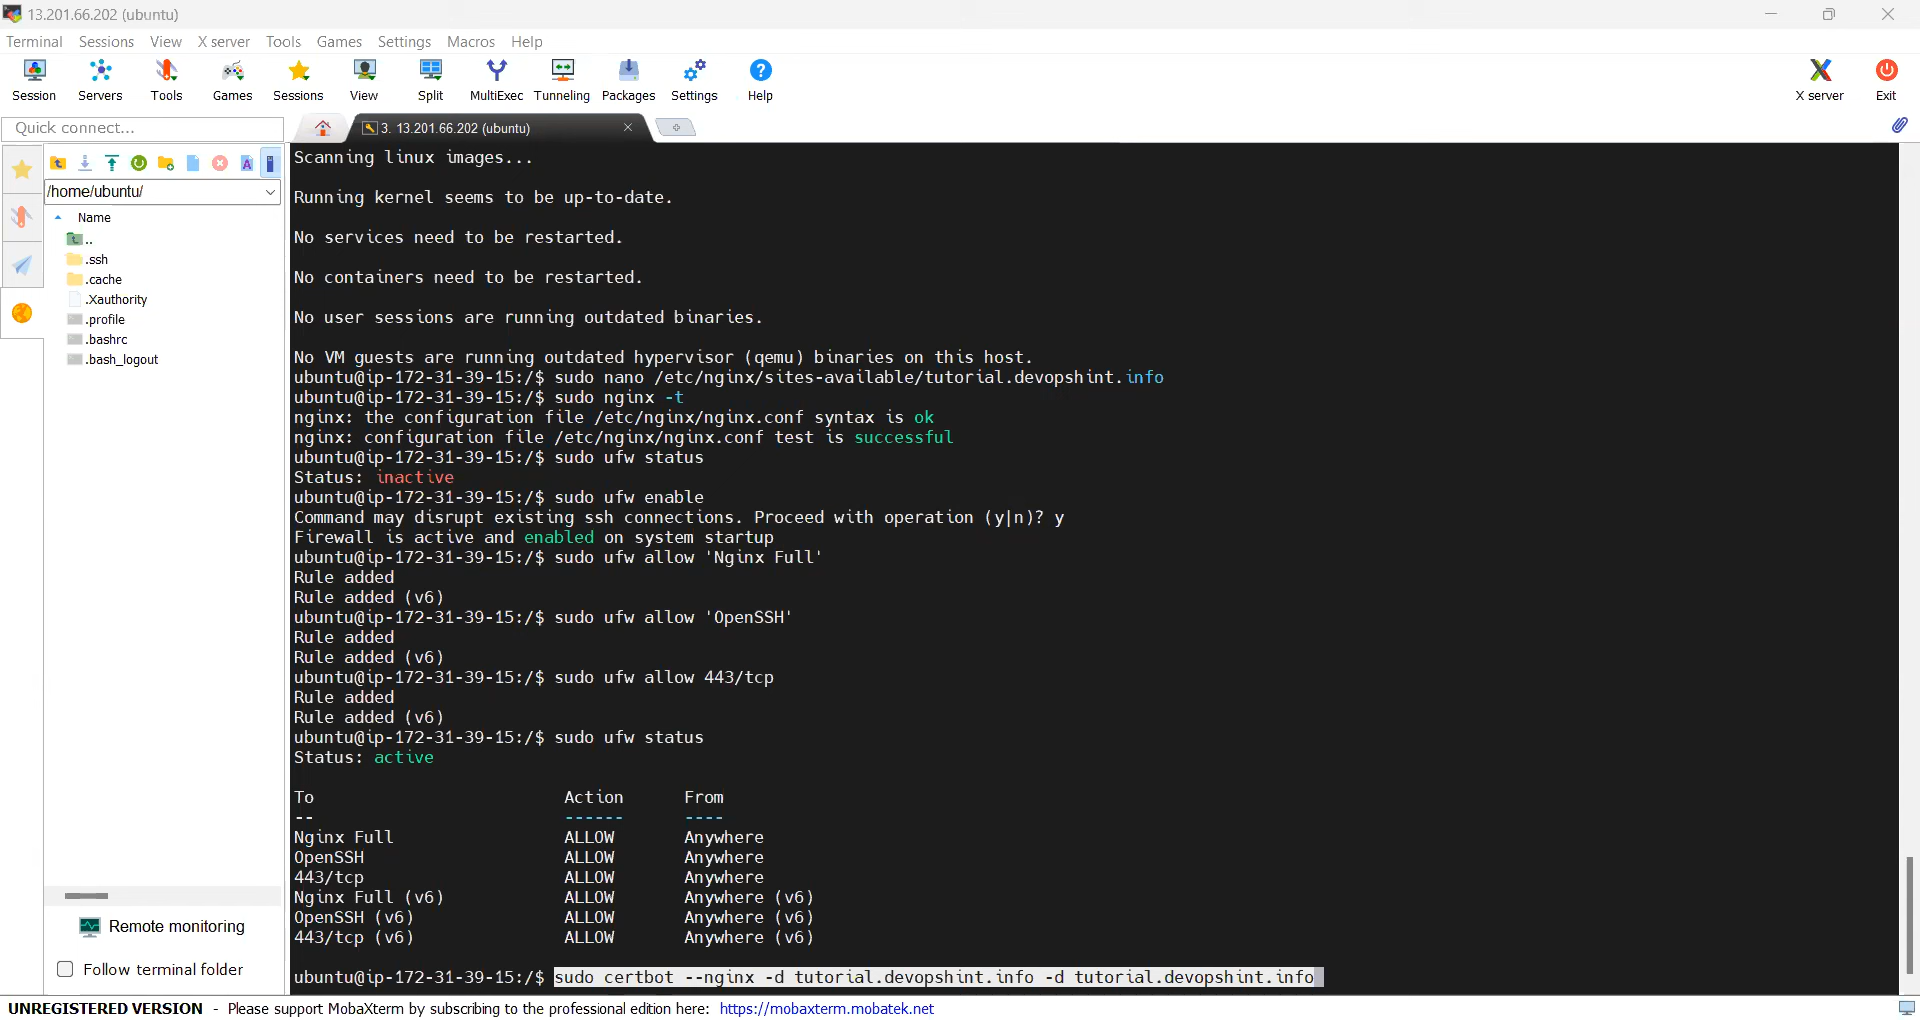 13.201.66.202 (ubuntu)
Terminal Sessions View X server Tools Games Settings Macros Help
Session Servers Tools Games Sessions View Split MultiExec Tunneling Packages Settings Help X server Exit
Quick connect...
3. 13.201.66.202 (ubuntu)
/home/ubuntu/
Name
..
.ssh
.cache
.Xauthority
.profile
.bashrc
.bash_logout
Remote monitoring
Follow terminal folder
Scanning linux images...
Running kernel seems to be up-to-date.
No services need to be restarted.
No containers need to be restarted.
No user sessions are running outdated binaries.
No VM guests are running outdated hypervisor (qemu) binaries on this host.
ubuntu@ip-172-31-39-15:/$ sudo nano /etc/nginx/sites-available/tutorial.devopshint.info
ubuntu@ip-172-31-39-15:/$ sudo nginx -t
nginx: the configuration file /etc/nginx/nginx.conf syntax is ok
nginx: configuration file /etc/nginx/nginx.conf test is successful
ubuntu@ip-172-31-39-15:/$ sudo ufw status
Status: inactive
ubuntu@ip-172-31-39-15:/$ sudo ufw enable
Command may disrupt existing ssh connections. Proceed with operation (y|n)? y
Firewall is active and enabled on system startup
ubuntu@ip-172-31-39-15:/$ sudo ufw allow 'Nginx Full'
Rule added
Rule added (v6)
ubuntu@ip-172-31-39-15:/$ sudo ufw allow 'OpenSSH'
Rule added
Rule added (v6)
ubuntu@ip-172-31-39-15:/$ sudo ufw allow 443/tcp
Rule added
Rule added (v6)
ubuntu@ip-172-31-39-15:/$ sudo ufw status
Status: active
To Action From
-- ------ ----
Nginx Full ALLOW Anywhere
OpenSSH ALLOW Anywhere
443/tcp ALLOW Anywhere
Nginx Full (v6) ALLOW Anywhere (v6)
OpenSSH (v6) ALLOW Anywhere (v6)
443/tcp (v6) ALLOW Anywhere (v6)
ubuntu@ip-172-31-39-15:/$ sudo certbot --nginx -d tutorial.devopshint.info -d tutorial.devopshint.info
UNREGISTERED VERSION - Please support MobaXterm by subscribing to the professional edition here: https://mobaxterm.mobatek.net